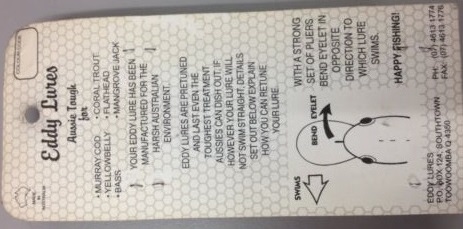 Eddy Lures
Aussie Tough
for
• MURRAY COD • CORAL TROUT
• YELLOWBELLY • FLATHEAD
• BASS • MANGROVE JACK
YOUR EDDY LURE HAS BEEN
MANUFACTURED FOR THE
HARSH AUSTRALIAN
ENVIRONMENT.
EDDY LURES ARE PRETUNED
AND LAST EVEN THE
TOUGHEST TREATMENT
AUSSIES CAN DISH OUT. IF
HOWEVER YOUR LURE WILL
NOT SWIM STRAIGHT, DETAILS
SET OUT BELOW EXPLAIN
HOW YOU CAN RETUNE
YOUR LURE.
SWIMS
BEND EYELET
WITH A STRONG
SET OF PLIERS
BEND EYELET IN
OPPOSITE
DIRECTION TO
WHICH LURE
SWIMS.
HAPPY FISHING!
EDDY LURES
P.O. BOX 124, SOUTHTOWN
TOOWOOMBA Q 4350
PH: (07) 4613 1774
FAX: (07) 4613 1776